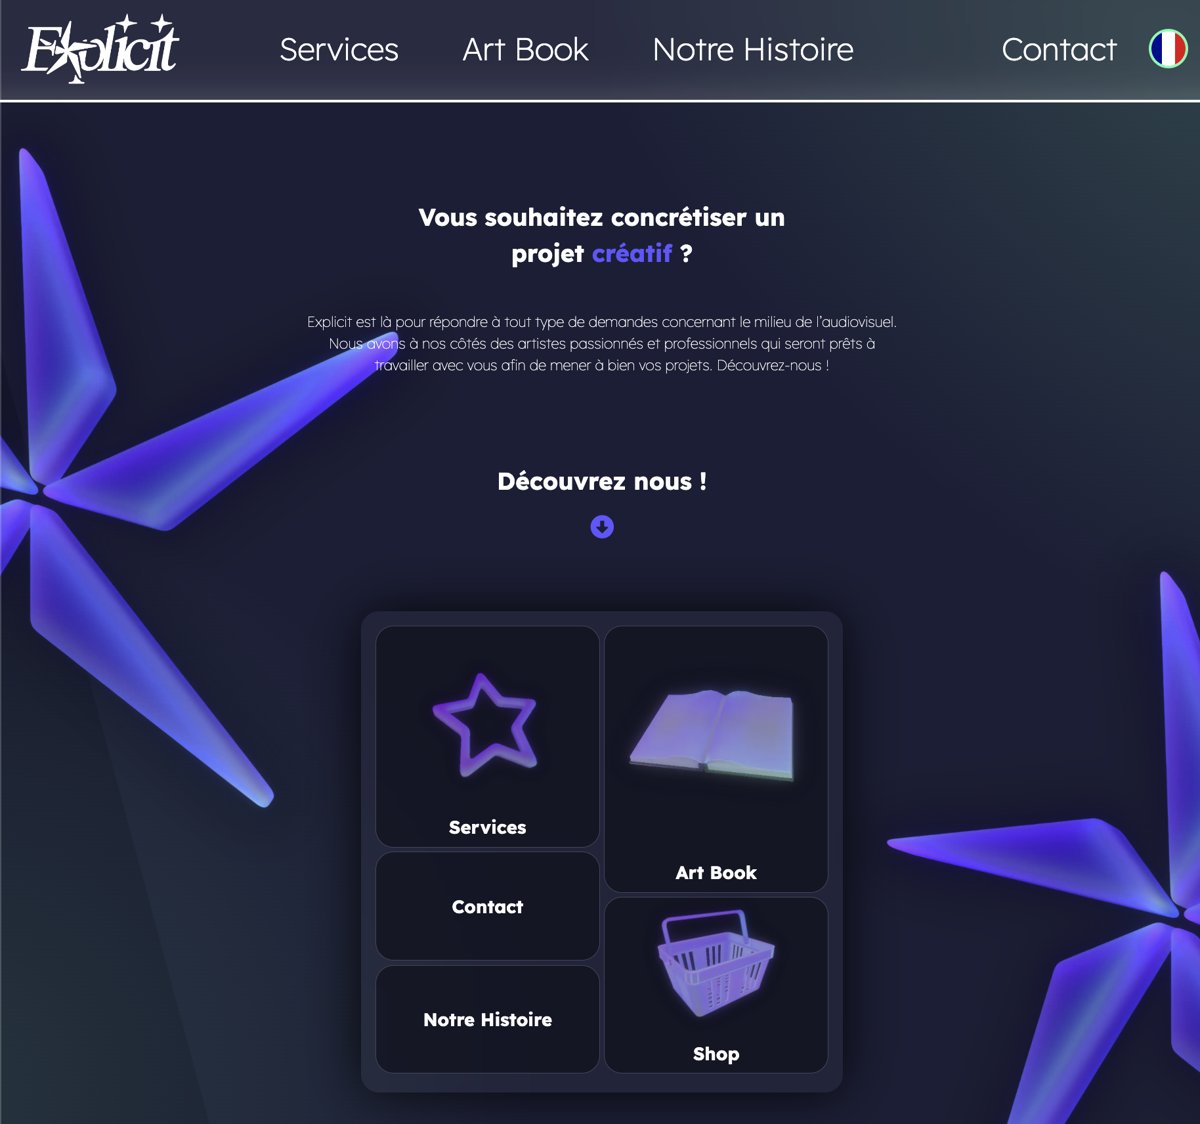 Explicit
Services
Art Book
Notre Histoire
Contact
Vous souhaitez concrétiser un
projet créatif ?
Explicit est là pour répondre à tout type de demandes concernant le milieu de l'audiovisuel.
Nous avons à nos côtés des artistes passionnés et professionnels qui seront prêts à
travailler avec vous afin de mener à bien vos projets. Découvrez-nous !
Découvrez nous !
Services
Art Book
Contact
Notre Histoire
Shop